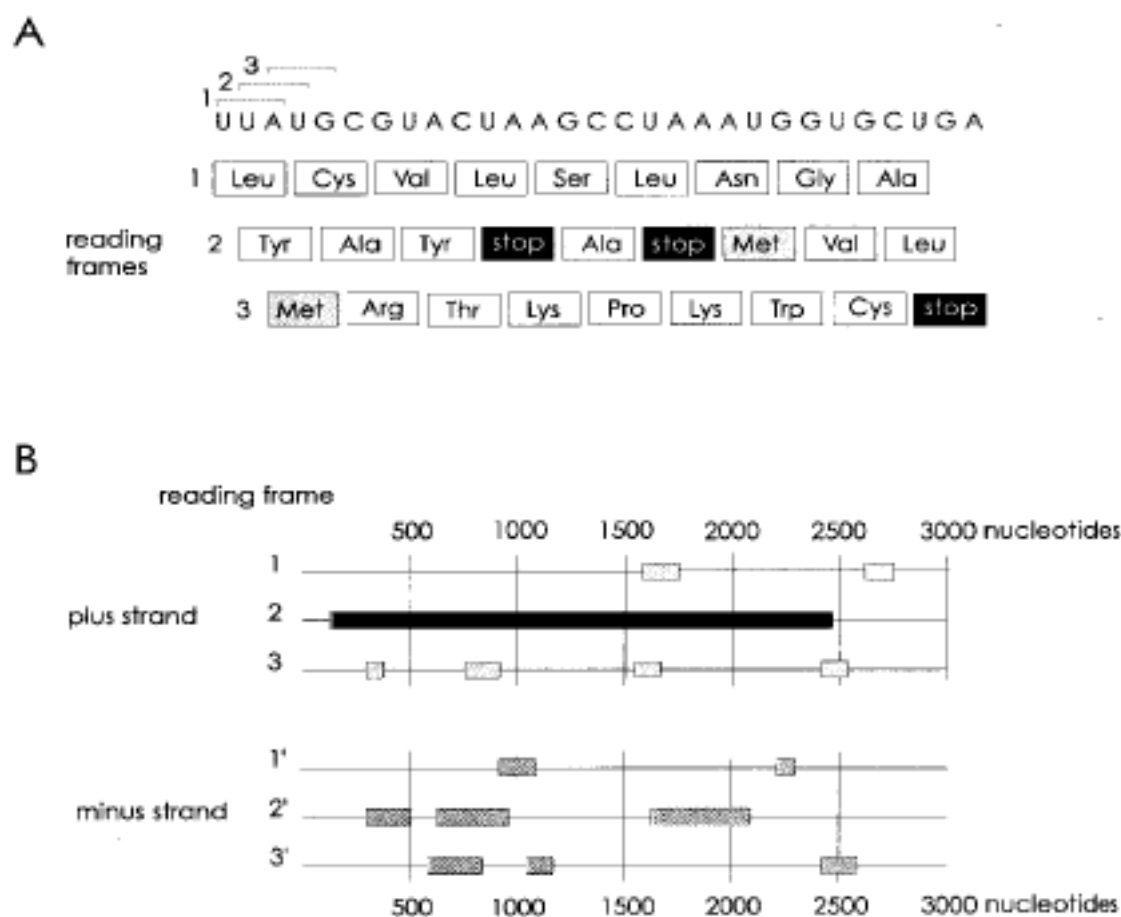 A
3
2
1
U U A U G C G U A C U A A G C C U A A A U G G U G C U G A
1 Leu Cys Val Leu Ser Leu Asn Gly Ala
reading frames
2 Tyr Ala Tyr stop Ala stop Met Val Leu
3 Met Arg Thr Lys Pro Lys Trp Cys stop
B
reading frame
500 1000 1500 2000 2500 3000 nucleotides
1
plus strand 2
3
1'
minus strand 2'
3'
500 1000 1500 2000 2500 3000 nucleotides